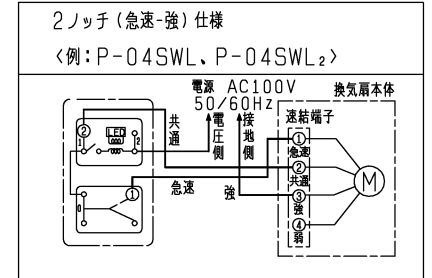 2ノッチ(急速-強)仕様
〈例:P-04SWL、P-04SWL₂〉
電源 AC100V
50/60Hz
換気扇本体
共通
電圧側
接地側
速結端子
② LED
1 2
① 急速
② 共通
③ 強
④ 弱
M
0 ①
急速
強